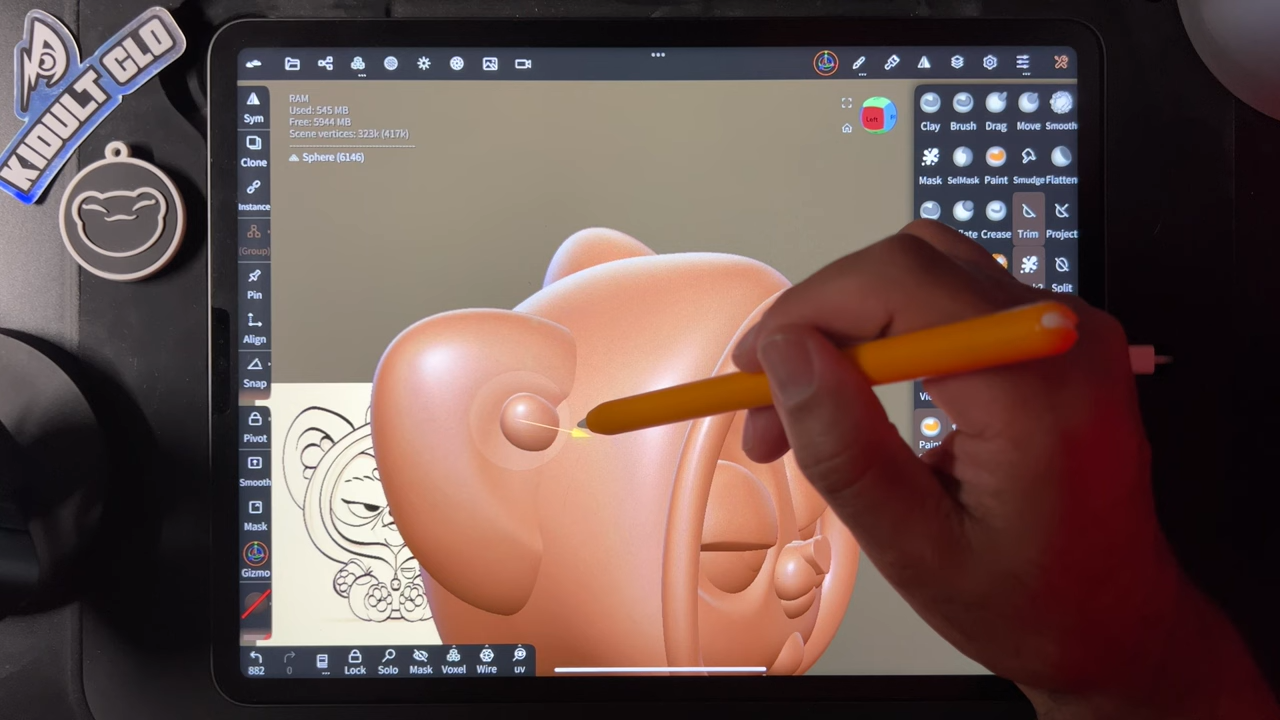 KIDULT CLO
RAM
Used: 545 MB
Free: 5944 MB
Scene vertices: 323k (417k)
Sphere (6146)
Sym
Clone
Instance
(Group)
Pin
Align
Snap
Pivot
Smooth
Mask
Gizmo
Left
Clay Brush Drag Move Smooth
Mask SelMask Paint Smudge Flatten
Crease Trim Project
Split
Paint
882 0 Lock Solo Mask Voxel Wire uv